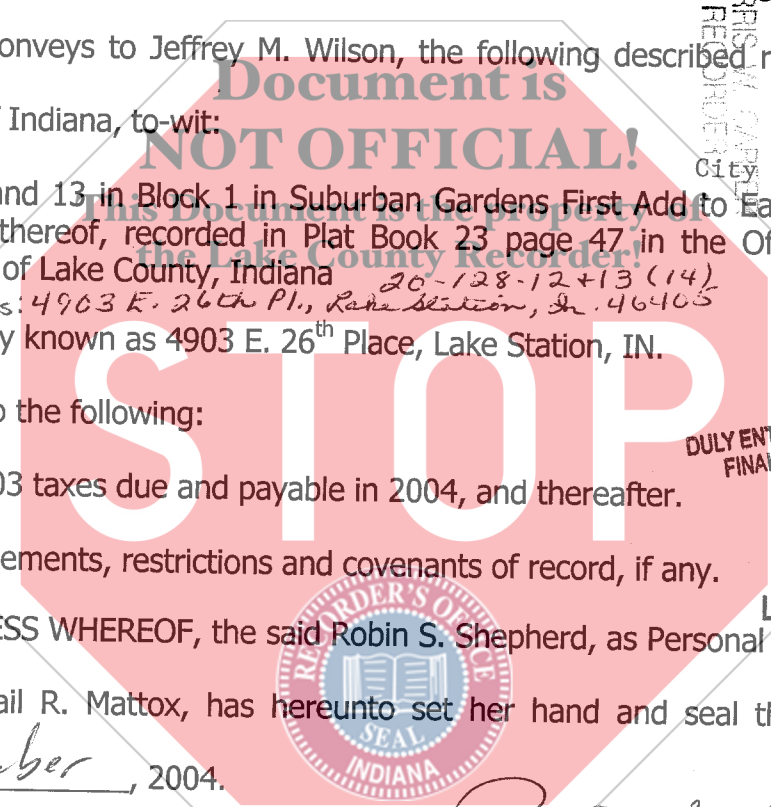 RECORDER
onveys to Jeffrey M. Wilson, the following described r
Document is
Indiana, to-wit:
NOT OFFICIAL!
City
and 13 in Block 1 in Suburban Gardens First Add to Ea
This Document is the property of
thereof, recorded in Plat Book 23 page 47 in the Of
the Lake County Recorder!
of Lake County, Indiana 20-128-12+13 (14)
s: 4903 E. 26th Pl., Lake Station, In. 46405
y known as 4903 E. 26th Place, Lake Station, IN.
STOP
o the following:
DULY ENT
FINAL
03 taxes due and payable in 2004, and thereafter.
ements, restrictions and covenants of record, if any.
RECORDER'S OFFICE
ESS WHEREOF, the said Robin S. Shepherd, as Personal
ail R. Mattox, has hereunto set her hand and seal th
SEAL
ber, 2004.
INDIANA